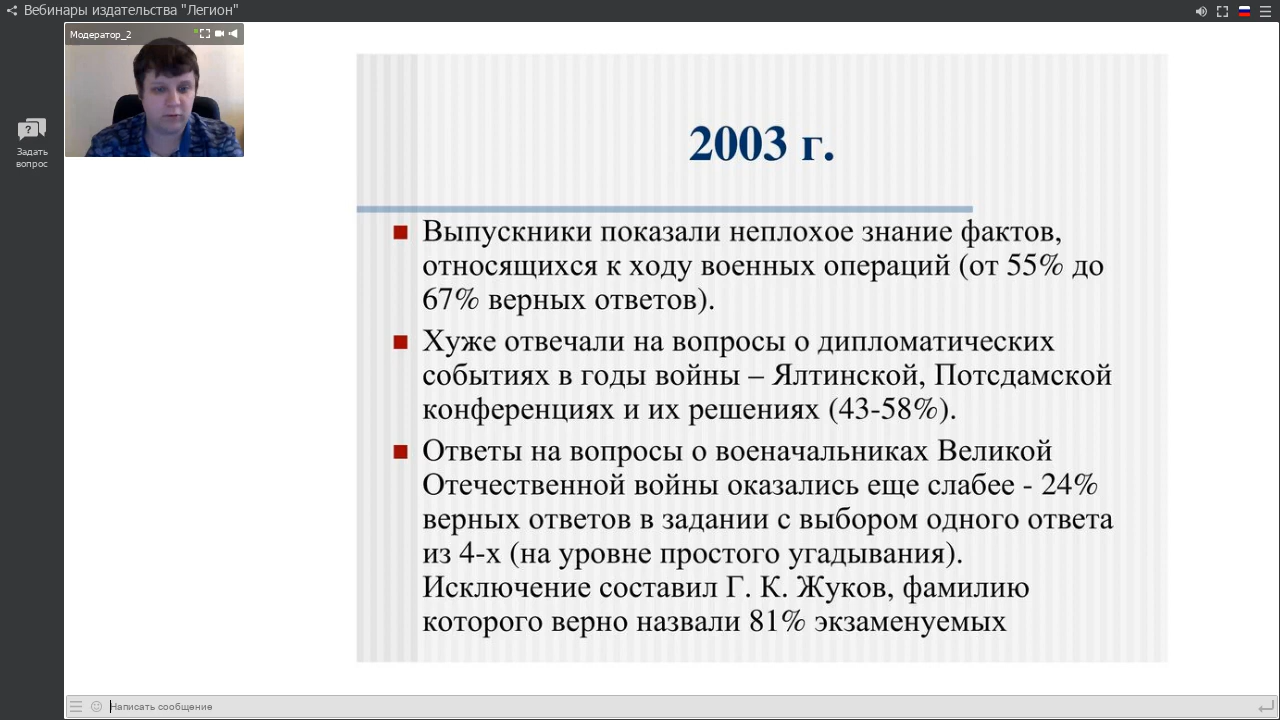 Вебинары издательства "Легион"
Модератор_2
Задать
вопрос
2003 г.
Выпускники показали неплохое знание фактов,
относящихся к ходу военных операций (от 55% до
67% верных ответов).
Хуже отвечали на вопросы о дипломатических
событиях в годы войны – Ялтинской, Потсдамской
конференциях и их решениях (43-58%).
Ответы на вопросы о военачальниках Великой
Отечественной войны оказались еще слабее - 24%
верных ответов в задании с выбором одного ответа
из 4-х (на уровне простого угадывания).
Исключение составил Г. К. Жуков, фамилию
которого верно назвали 81% экзаменуемых
Написать сообщение